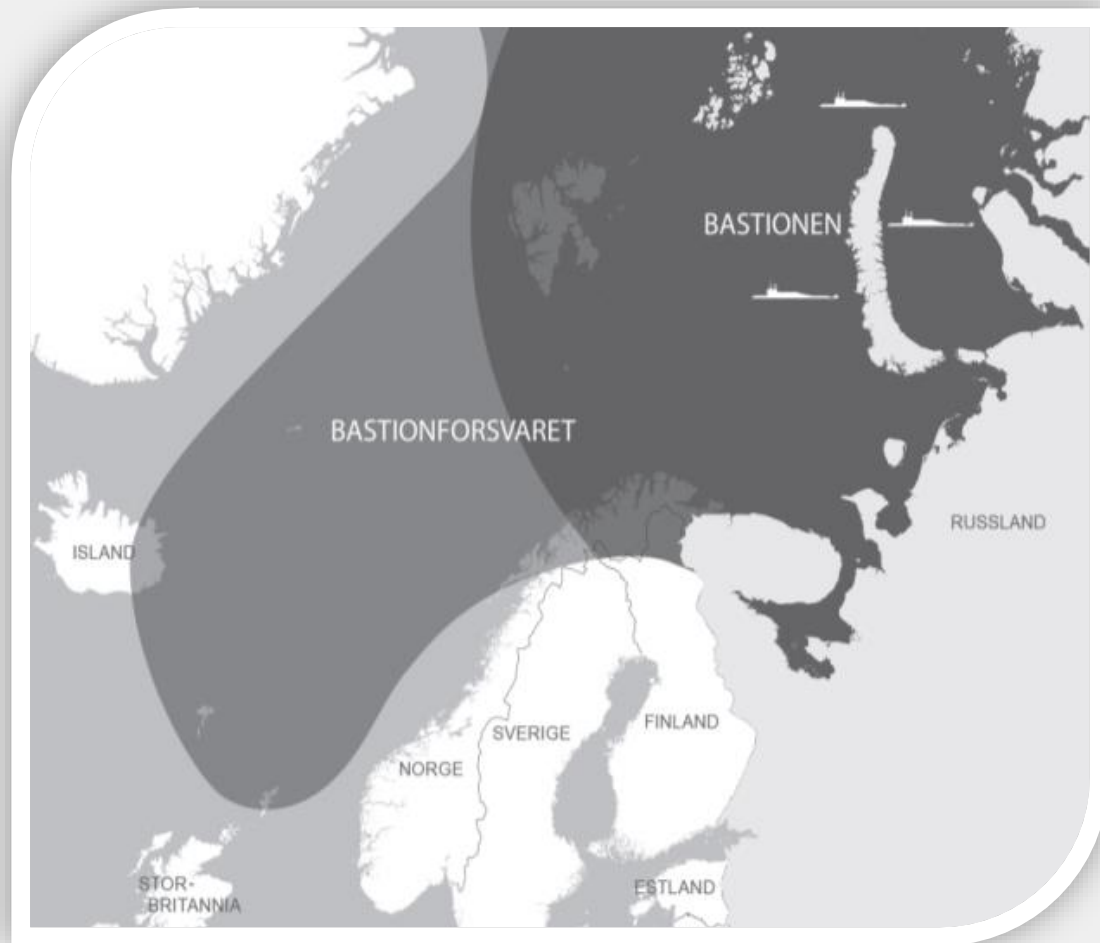 BASTIONEN
BASTIONFORSVARET
RUSSLAND
ISLAND
FINLAND
SVERIGE
NORGE
STOR-
BRITANNIA
ESTLAND